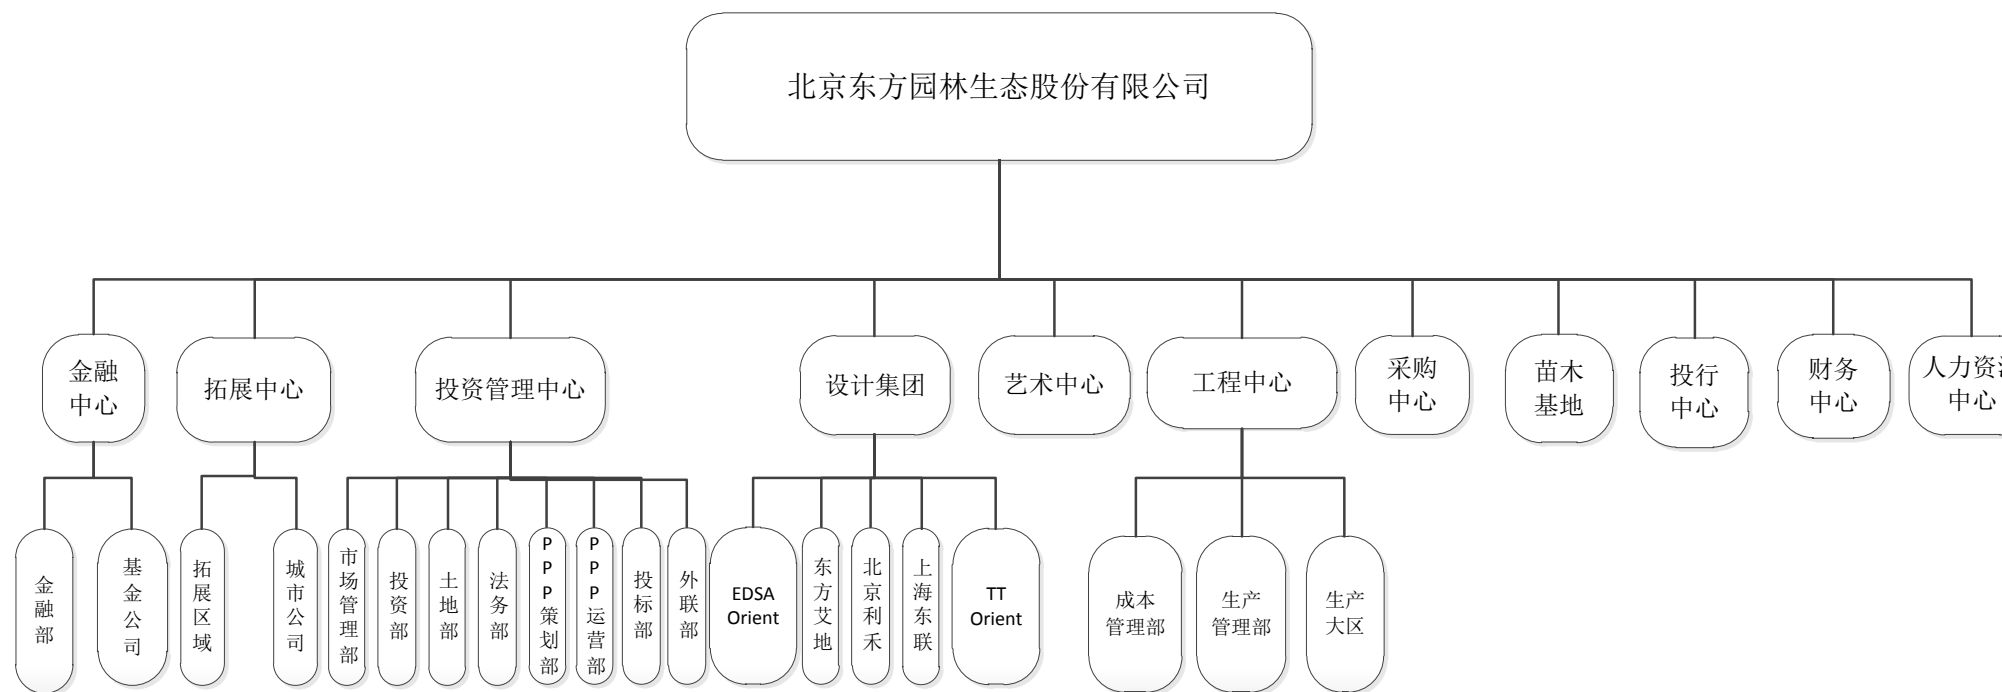 北京东方园林生态股份有限公司
金融
中心
拓展中心
投资管理中心
设计集团
艺术中心
工程中心
采购
中心
苗木
基地
投行
中心
财务
中心
人力资
中心
金融部
基金公司
拓展区域
城市公司
市场管理部
投资部
土地部
法务部
PPP策划部
PPP运营部
投标部
外联部
EDSA
Orient
东方艾地
北京利禾
上海东联
TT
Orient
成本
管理部
生产
管理部
生产
大区